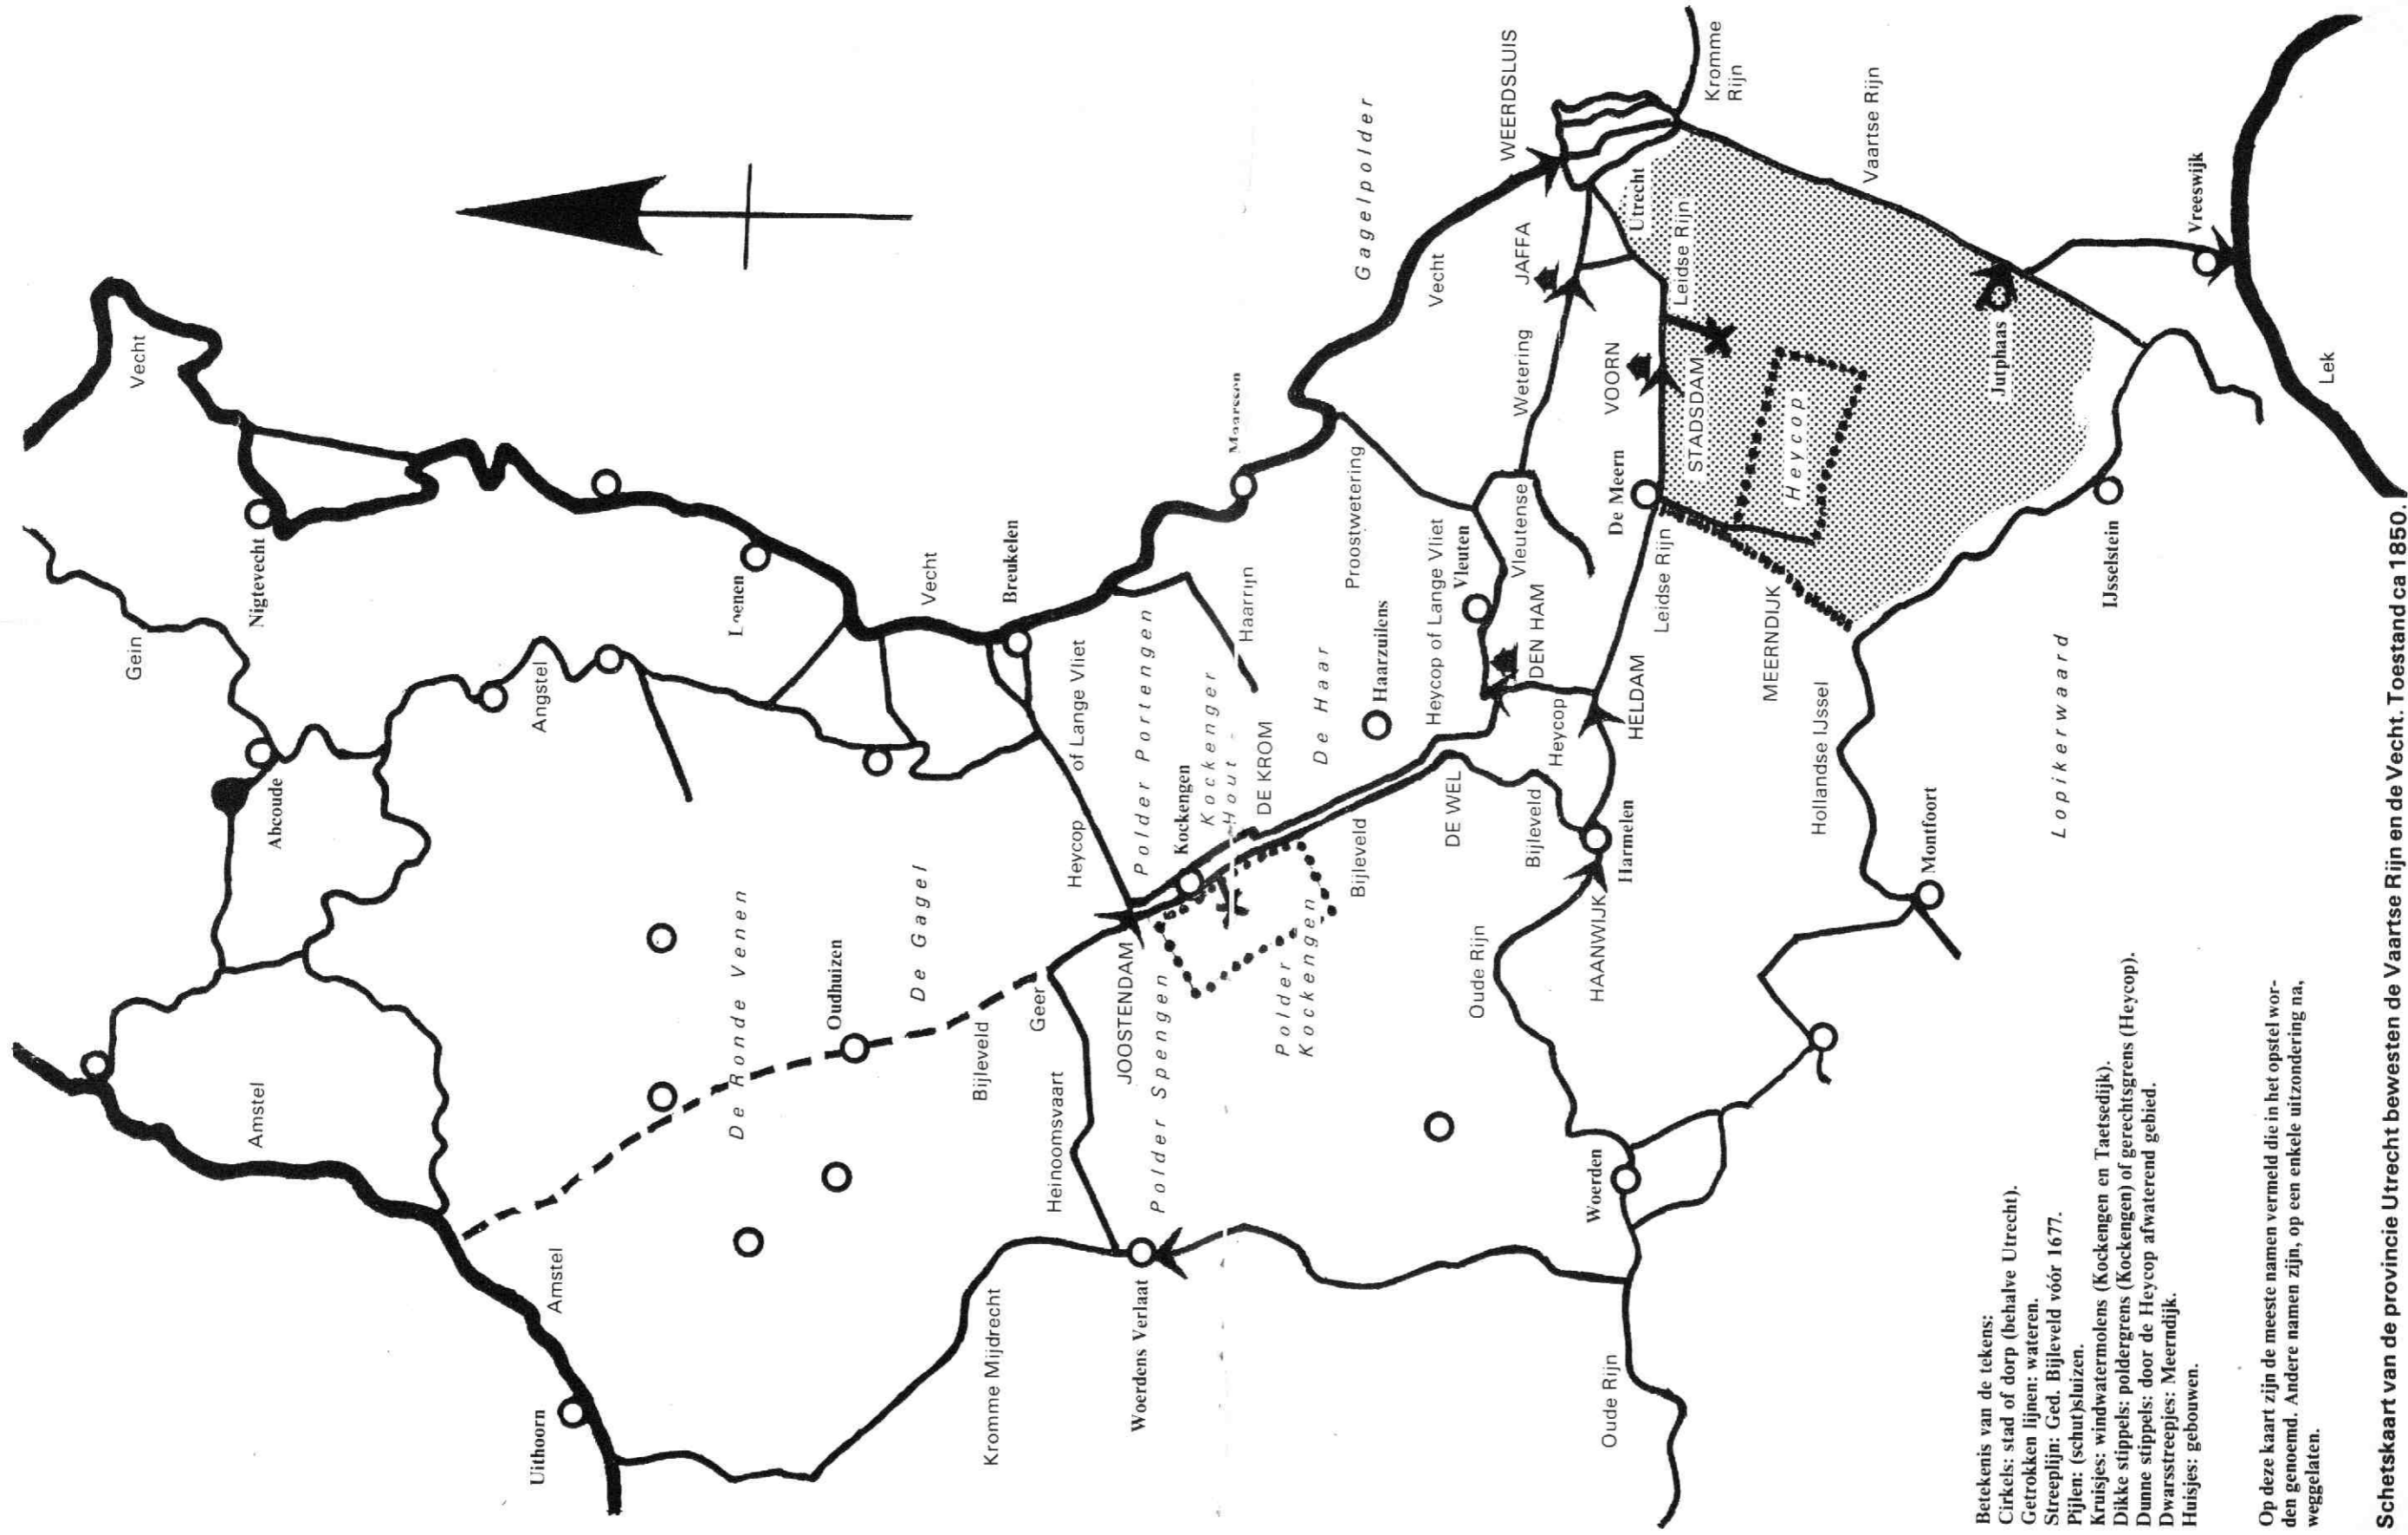 Vecht
Gein
Nigtevecht
Abcoude
Amstel
Angstel
Loenen
Vecht
Breukelen
De Ronde Venen
Oudhuizen
De Gagel
Amstel
Uithoorn
Bijleveld
Geer
Heinoomsvaart
Kromme Mijdrecht
Heycop
of Lange Vliet
JOOSTENDAM
Polder Portengen
Polder Spengen
Woerdens Verlaat
Kockengen
Kockenger
Hout -
Haarrijn
Maarssen
DE KROM
De Haar
Polder
Kockengen
Bijleveld
Proostwetering
Haarzuilens
Gagelpolder
Vecht
WEERDSLUIS
JAFFA
Wetering
Vleutense
Heycop of Lange Vliet
Vleuten
DE WEL
DEN HAM
Oude Rijn
Bijleveld
Heycop
HAANWIJK
Harmelen
HELDAM
De Meern
VOORN
Utrecht
Leidse Rijn
Leidse Rijn
Kromme
Rijn
STADSDAM
Woerden
Oude Rijn
MEERNDIJK
Heycop
Vaartse Rijn
Hollandse IJssel
Montfoort
Jutphaas
Lopikerwaard
IJsselstein
Vreeswijk
Lek
Betekenis van de tekens:
Cirkels: stad of dorp (behalve Utrecht).
Getrokken lijnen: wateren.
Streeplijn: Ged. Bijleveld vóór 1677.
Pijlen: (schut)sluizen.
Kruisjes: windwatermolens (Kockengen en Taetsedijk).
Dikke stippels: poldergrens (Kockengen) of gerechtsgrens (Heycop).
Dunne stippels: door de Heycop afwaterend gebied.
Dwarsstreepjes: Meerndijk.
Huisjes: gebouwen.
Op deze kaart zijn de meeste namen vermeld die in het opstel wor-
den genoemd. Andere namen zijn, op een enkele uitzondering na,
weggelaten.
Schetskaart van de provincie Utrecht bewesten de Vaartse Rijn en de Vecht. Toestand ca 1850.